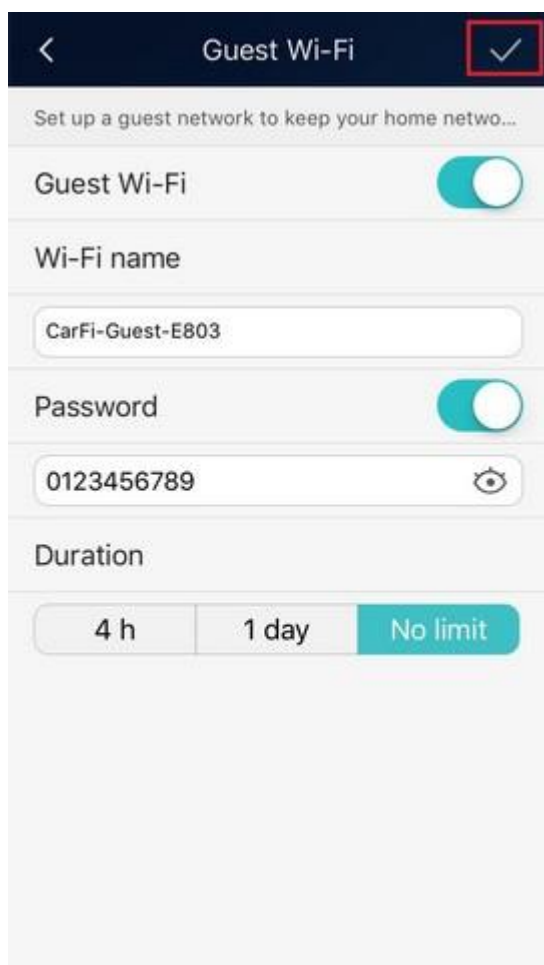 Guest Wi-Fi
Set up a guest network to keep your home netwo...
Guest Wi-Fi
Wi-Fi name
CarFi-Guest-E803
Password
0123456789
Duration
4 h 1 day No limit